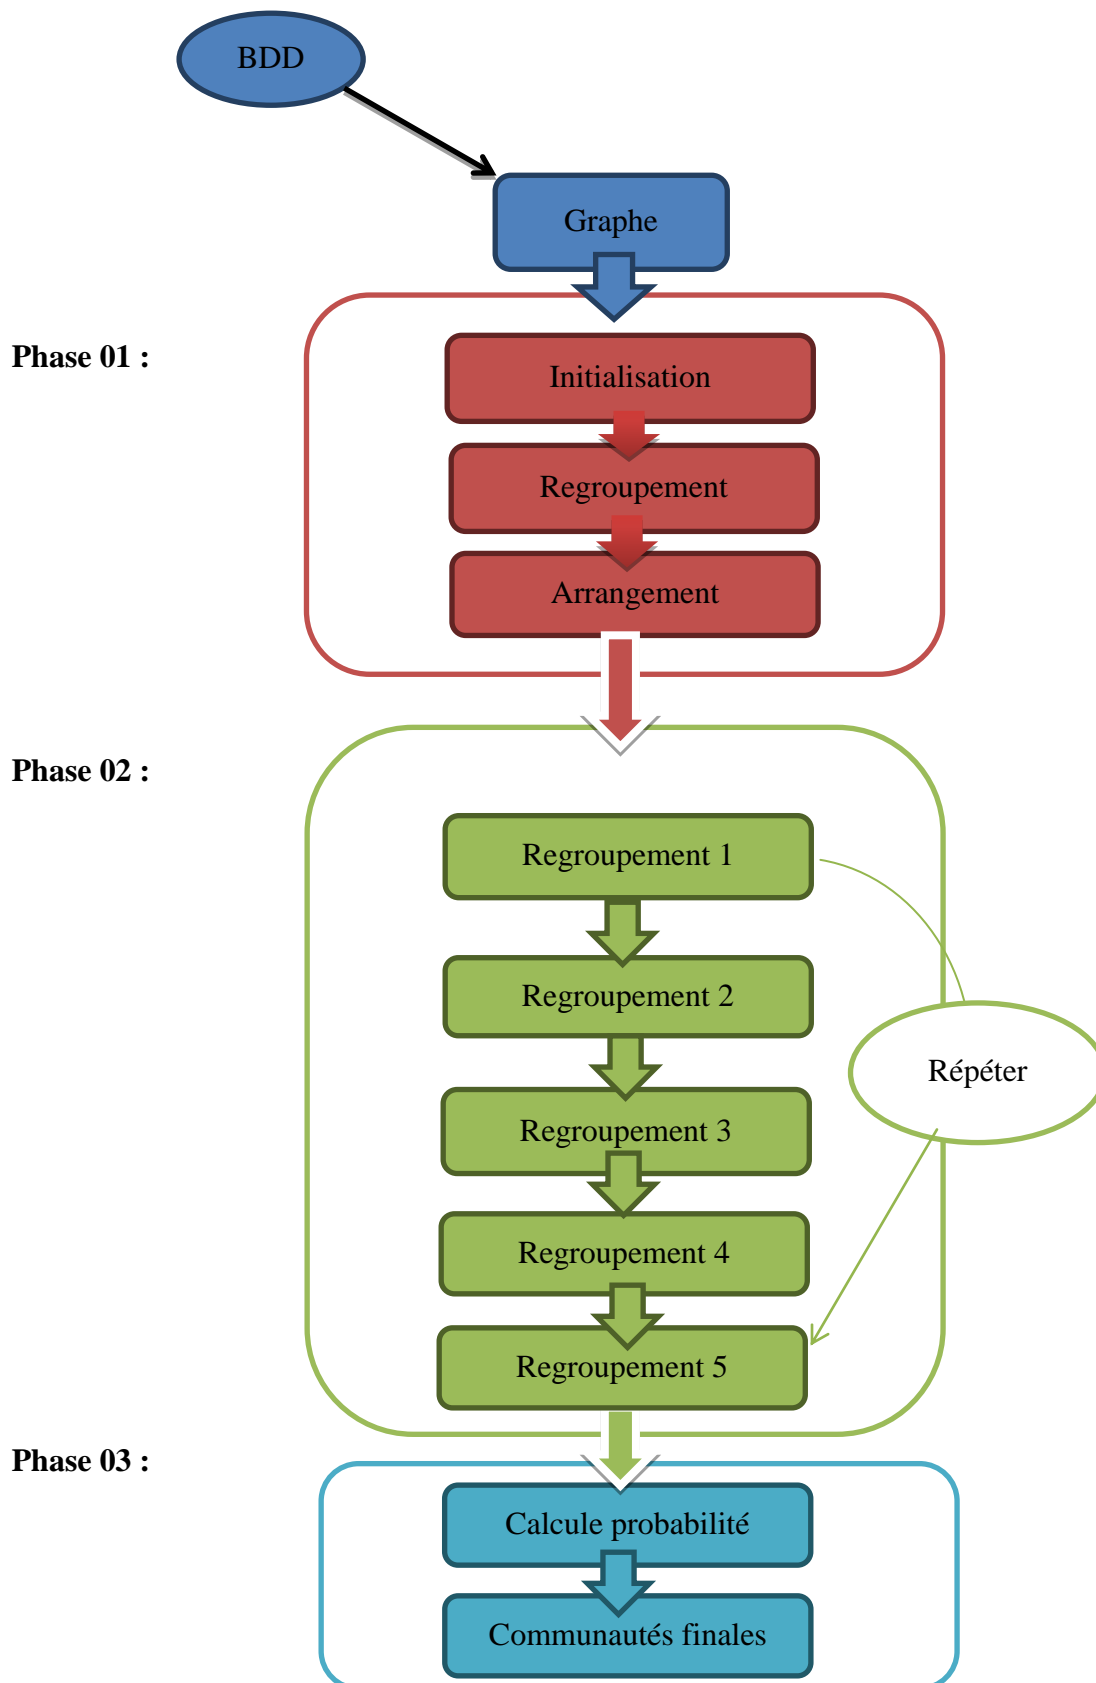 BDD
Graphe
Phase 01 :
Initialisation
Regroupement
Arrangement
Phase 02 :
Regroupement 1
Regroupement 2
Répéter
Regroupement 3
Regroupement 4
Regroupement 5
Phase 03 :
Calcule probabilité
Communautés finales